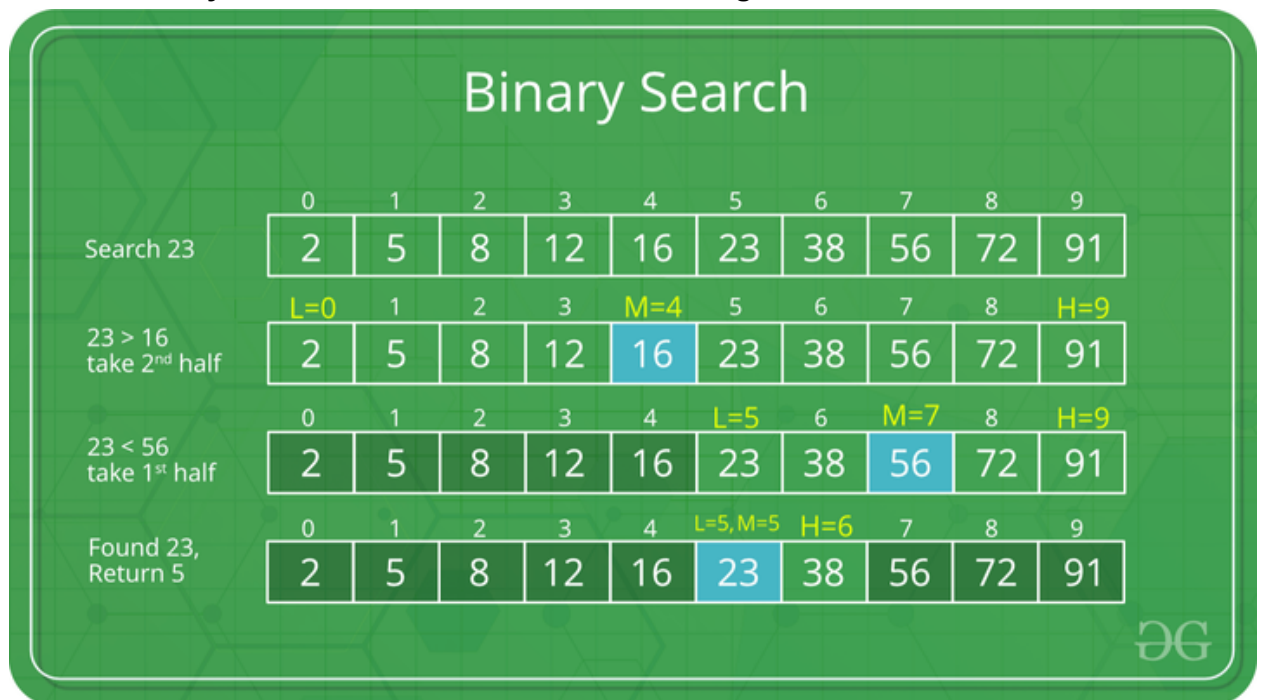 Binary Search
0 1 2 3 4 5 6 7 8 9
Search 23 2 5 8 12 16 23 38 56 72 91
L=0 1 2 3 M=4 5 6 7 8 H=9
23 > 16
take 2nd half 2 5 8 12 16 23 38 56 72 91
0 1 2 3 4 L=5 6 M=7 8 H=9
23 < 56
take 1st half 2 5 8 12 16 23 38 56 72 91
0 1 2 3 4 L=5, M=5 H=6 7 8 9
Found 23,
Return 5 2 5 8 12 16 23 38 56 72 91